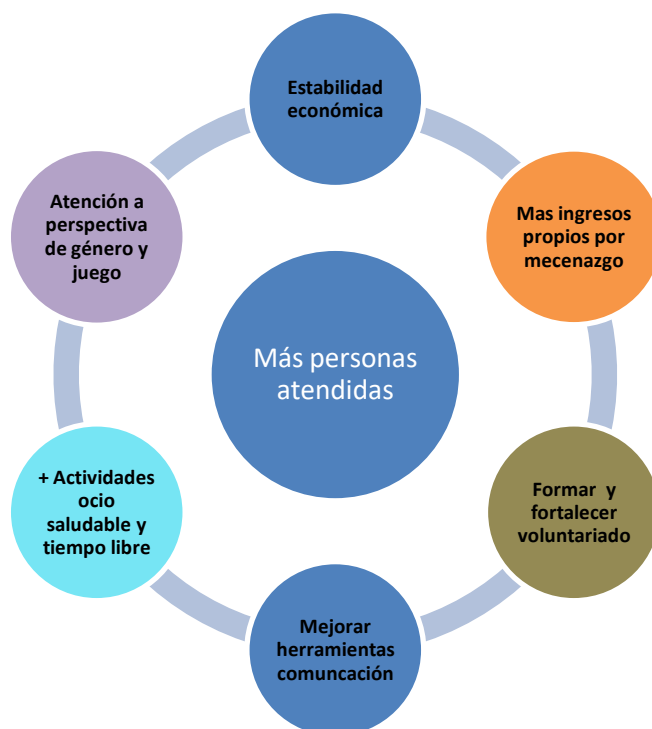 Estabilidad
económica
Mas ingresos
propios por
mecenazgo
Formar y
fortalecer
voluntariado
Mejorar
herramientas
comuncación
+ Actividades
ocio
saludable y
tiempo libre
Atención a
perspectiva
de género y
juego
Más personas
atendidas